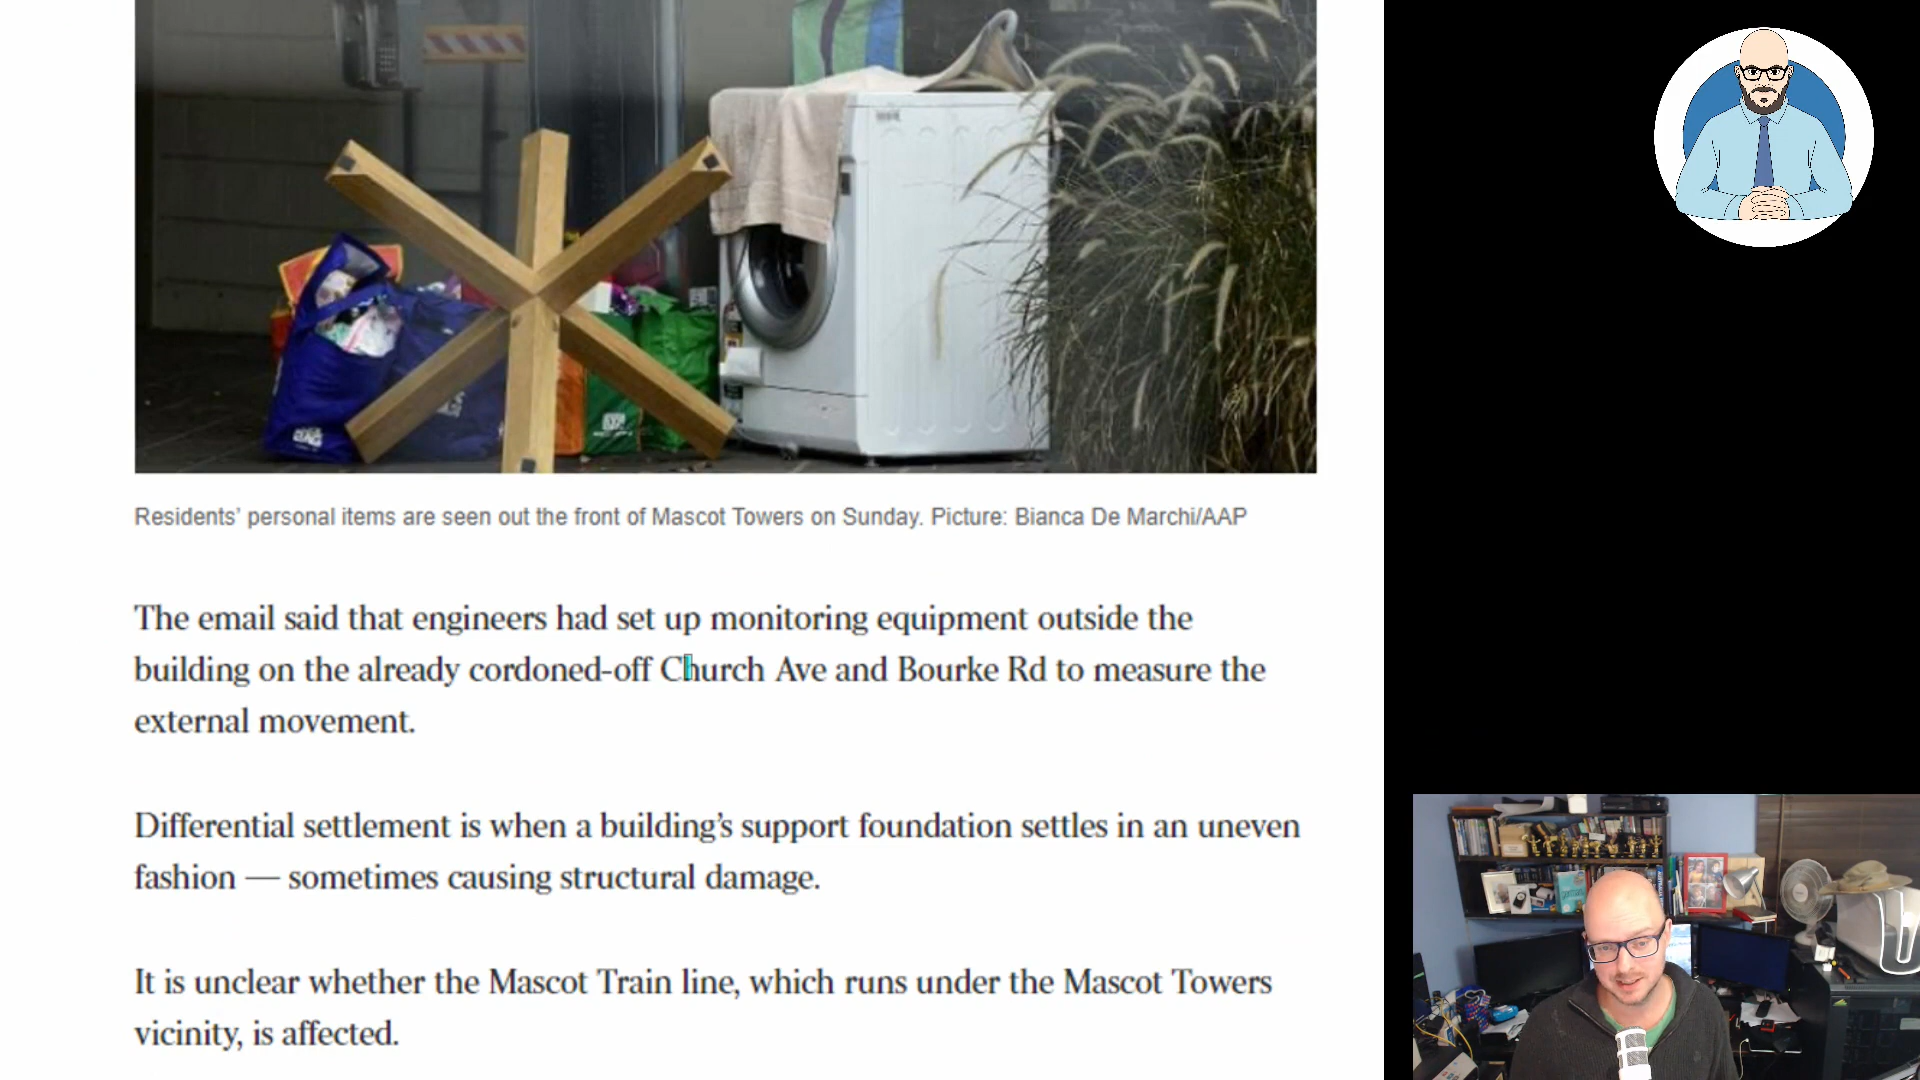 Residents’ personal items are seen out the front of Mascot Towers on Sunday. Picture: Bianca De Marchi/AAP
The email said that engineers had set up monitoring equipment outside the
building on the already cordoned-off Church Ave and Bourke Rd to measure the
external movement.
Differential settlement is when a building’s support foundation settles in an uneven
fashion — sometimes causing structural damage.
It is unclear whether the Mascot Train line, which runs under the Mascot Towers
vicinity, is affected.